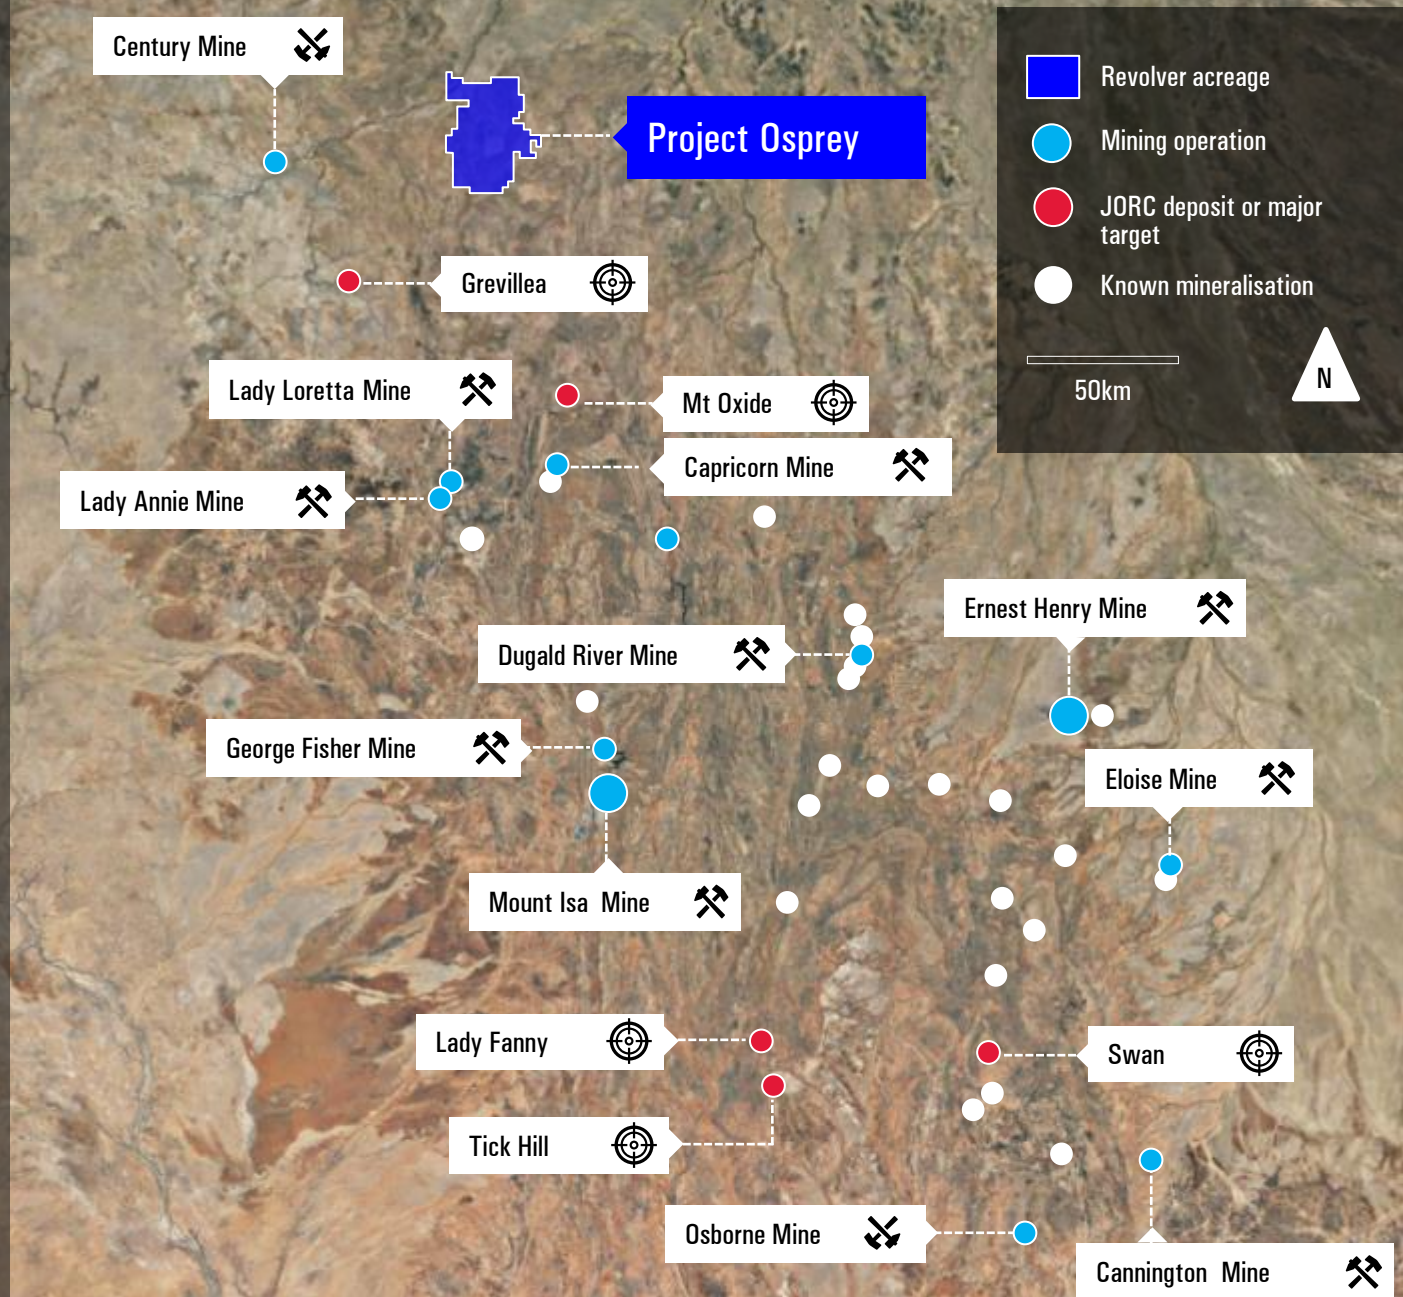 Century Mine
Project Osprey
Revolver acreage
Mining operation
JORC deposit or major
target
Known mineralisation
50km
N
Grevillea
Lady Loretta Mine
Mt Oxide
Capricorn Mine
Lady Annie Mine
Ernest Henry Mine
Dugald River Mine
George Fisher Mine
Eloise Mine
Mount Isa Mine
Lady Fanny
Swan
Tick Hill
Osborne Mine
Cannington Mine